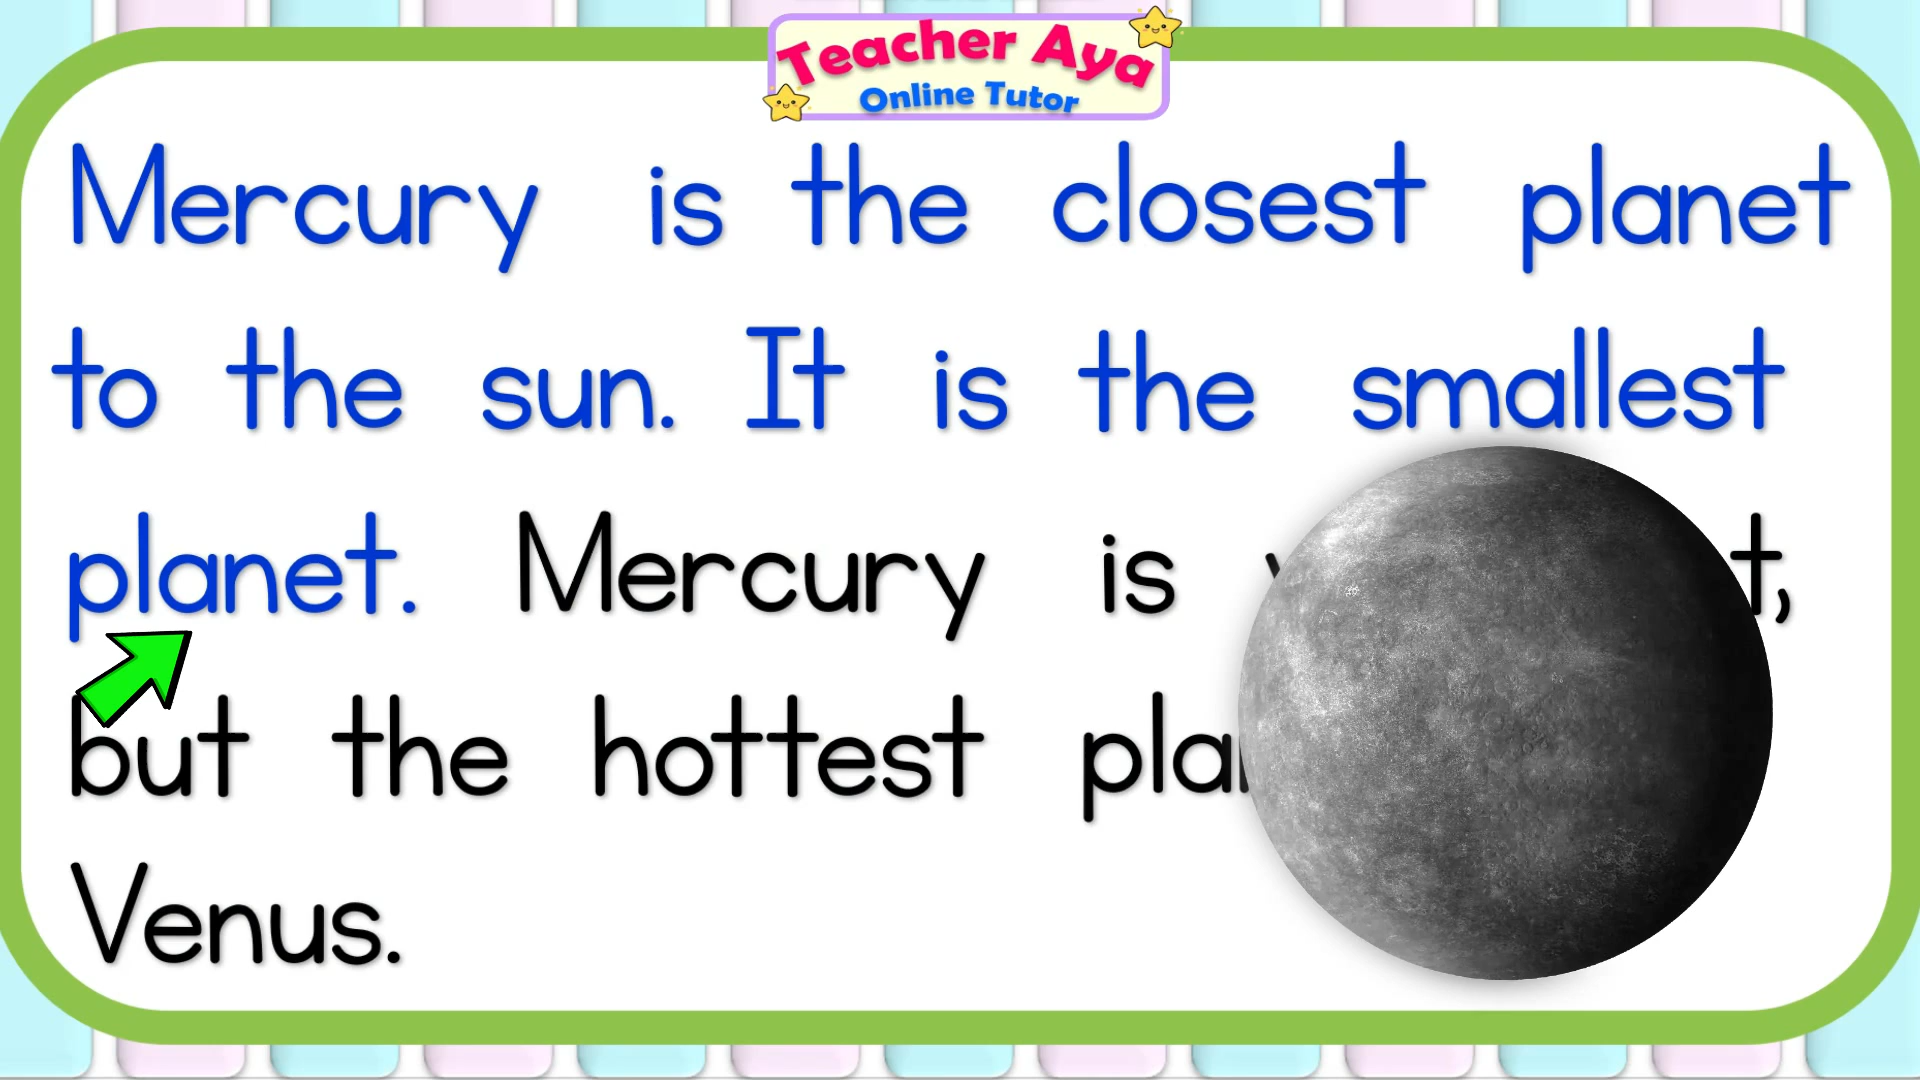 Teacher Aya
Online Tutor
Mercury is the closest planet
to the sun. It is the smallest
planet. Mercury is
but the hottest
Venus.